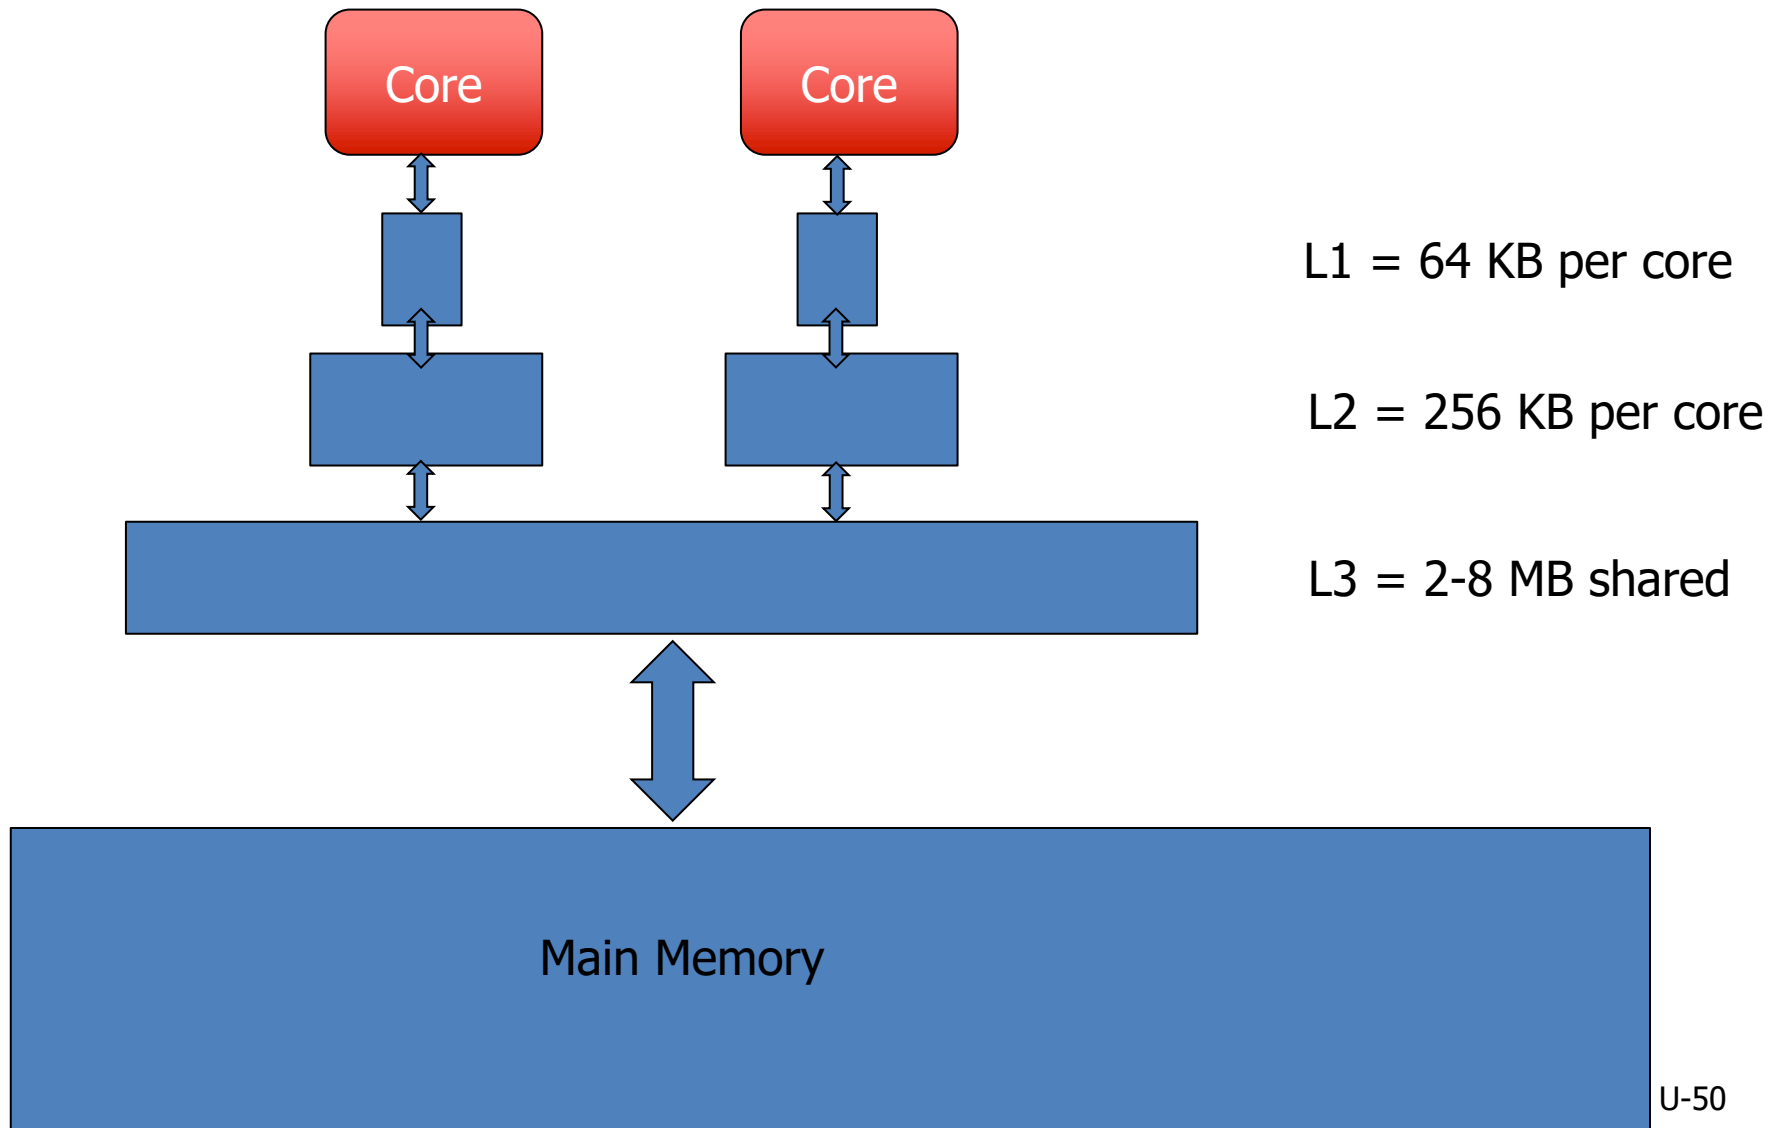 Core
Core
L1 = 64 KB per core
L2 = 256 KB per core
L3 = 2-8 MB shared
Main Memory
U-50